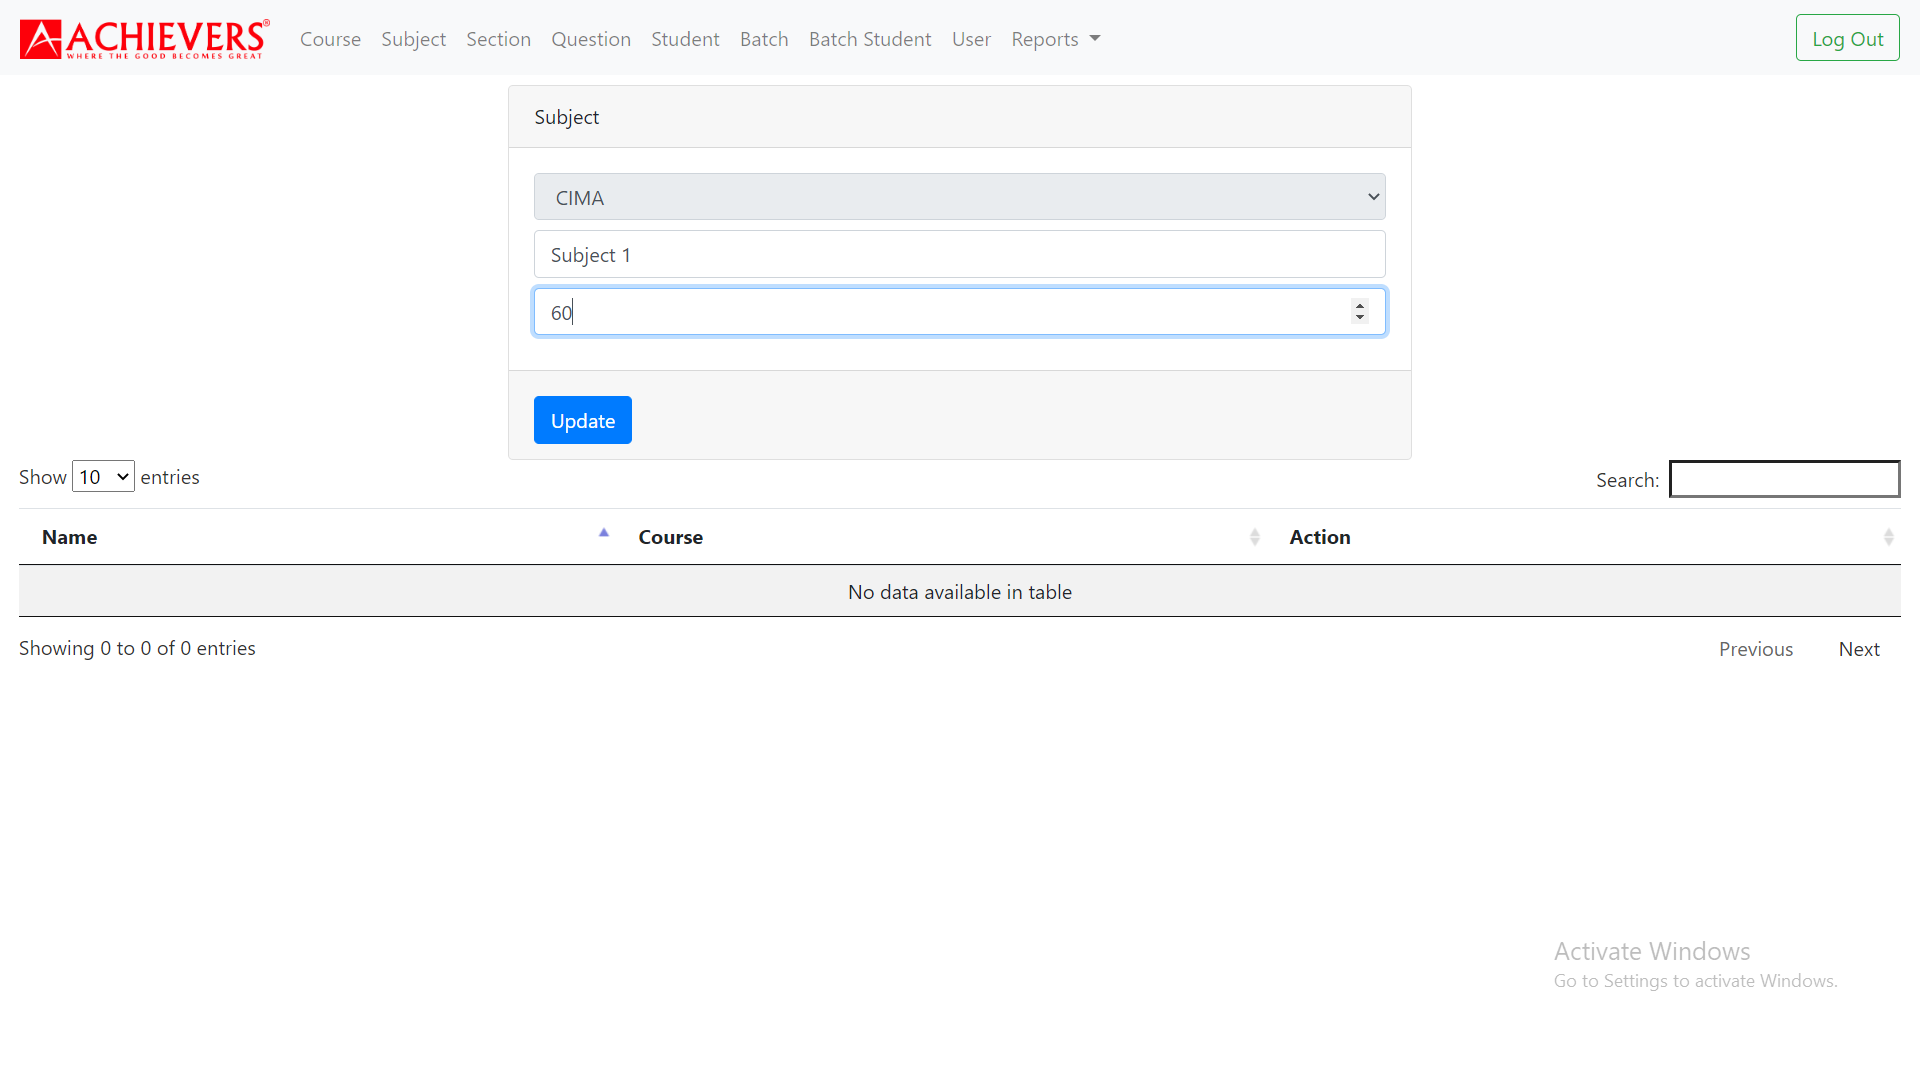 ACHIEVERS®
WHERE THE GOOD BECOMES GREAT
Course Subject Section Question Student Batch Batch Student User Reports
Log Out
Subject
CIMA
Subject 1
60
Update
Show 10 entries
Search:
Name Course Action
No data available in table
Showing 0 to 0 of 0 entries
Previous Next
Activate Windows
Go to Settings to activate Windows.